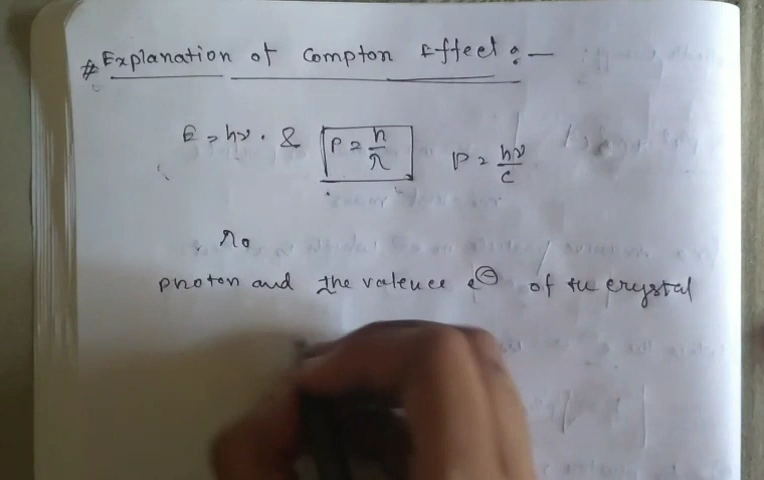 # Explanation of Compton Effect :-
E = hν. & P = h/λ P = hν/c
λ₀
photon and the valence e⊖ of the crystal